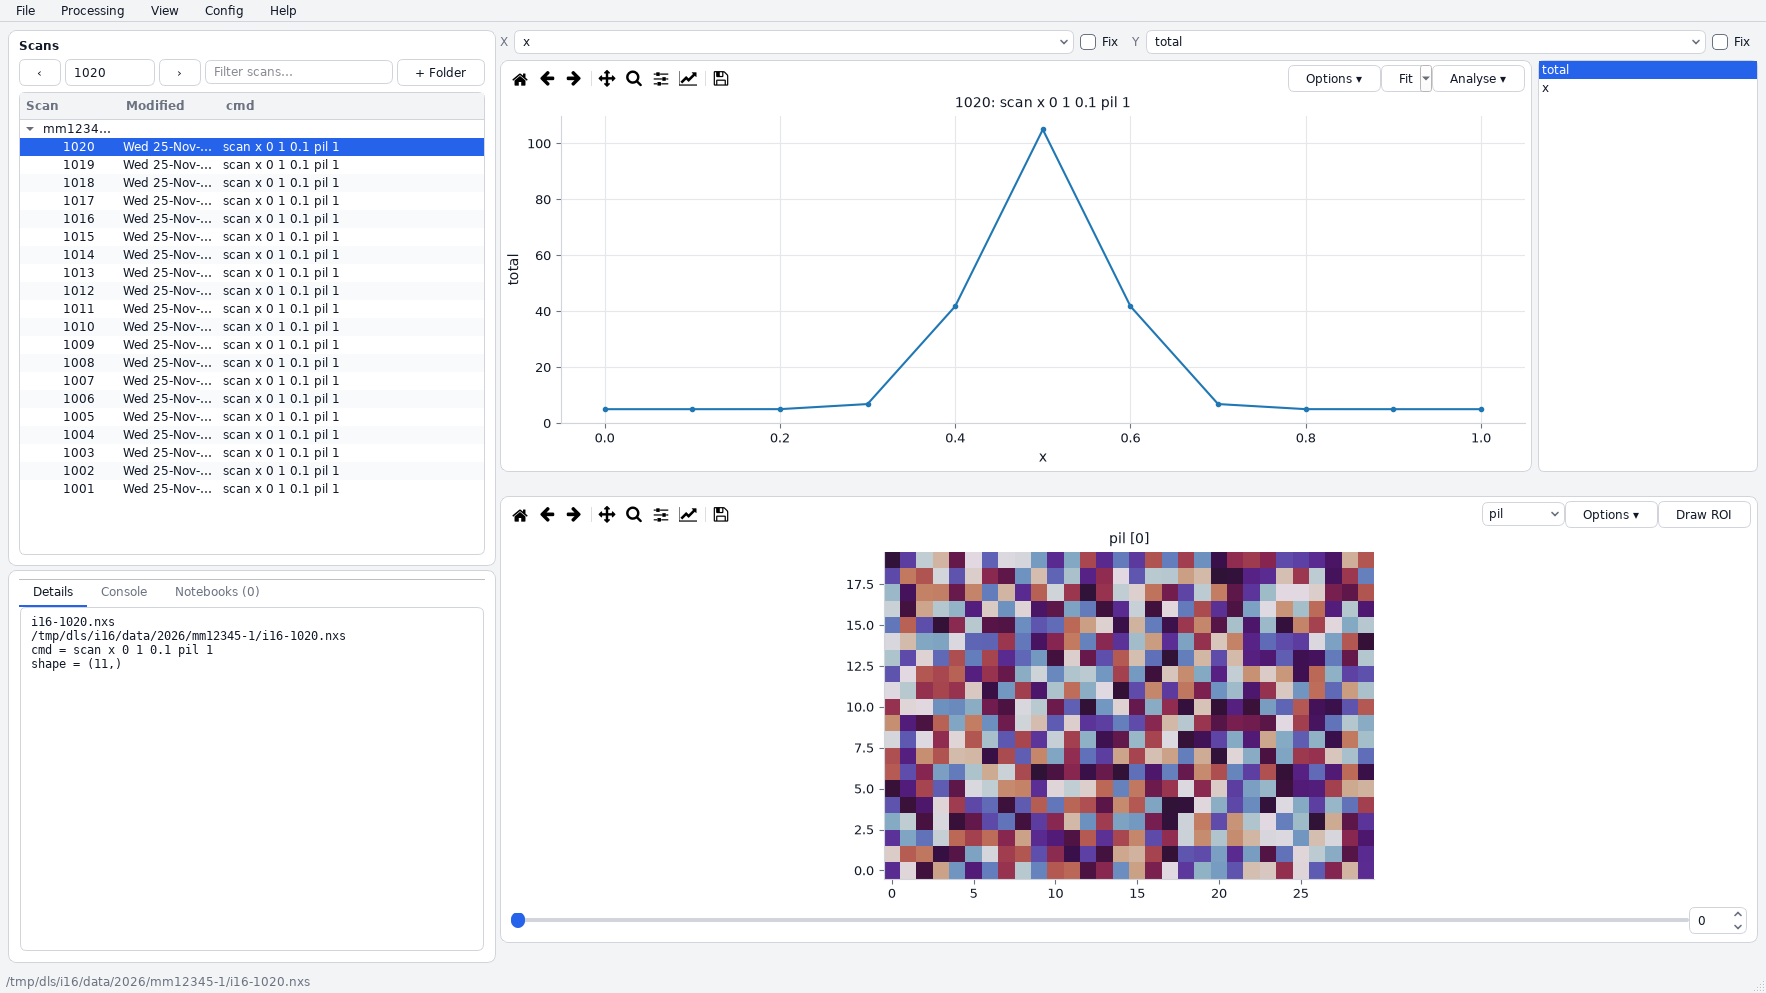 File Processing View Config Help
Scans
‹ 1020 › Filter scans... + Folder
Scan Modified cmd
mm1234...
1020 Wed 25-Nov-... scan x 0 1 0.1 pil 1
1019 Wed 25-Nov-... scan x 0 1 0.1 pil 1
1018 Wed 25-Nov-... scan x 0 1 0.1 pil 1
1017 Wed 25-Nov-... scan x 0 1 0.1 pil 1
1016 Wed 25-Nov-... scan x 0 1 0.1 pil 1
1015 Wed 25-Nov-... scan x 0 1 0.1 pil 1
1014 Wed 25-Nov-... scan x 0 1 0.1 pil 1
1013 Wed 25-Nov-... scan x 0 1 0.1 pil 1
1012 Wed 25-Nov-... scan x 0 1 0.1 pil 1
1011 Wed 25-Nov-... scan x 0 1 0.1 pil 1
1010 Wed 25-Nov-... scan x 0 1 0.1 pil 1
1009 Wed 25-Nov-... scan x 0 1 0.1 pil 1
1008 Wed 25-Nov-... scan x 0 1 0.1 pil 1
1007 Wed 25-Nov-... scan x 0 1 0.1 pil 1
1006 Wed 25-Nov-... scan x 0 1 0.1 pil 1
1005 Wed 25-Nov-... scan x 0 1 0.1 pil 1
1004 Wed 25-Nov-... scan x 0 1 0.1 pil 1
1003 Wed 25-Nov-... scan x 0 1 0.1 pil 1
1002 Wed 25-Nov-... scan x 0 1 0.1 pil 1
1001 Wed 25-Nov-... scan x 0 1 0.1 pil 1
Details Console Notebooks (0)
i16-1020.nxs
/tmp/dls/i16/data/2026/mm12345-1/i16-1020.nxs
cmd = scan x 0 1 0.1 pil 1
shape = (11,)
X x Fix Y total Fix
Options ▾ Fit Analyse ▾
1020: scan x 0 1 0.1 pil 1
100
80
60
40
20
0
total
0.0 0.2 0.4 0.6 0.8 1.0
x
total
x
pil Options ▾ Draw ROI
pil [0]
17.5
15.0
12.5
10.0
7.5
5.0
2.5
0.0
0 5 10 15 20 25
0
/tmp/dls/i16/data/2026/mm12345-1/i16-1020.nxs